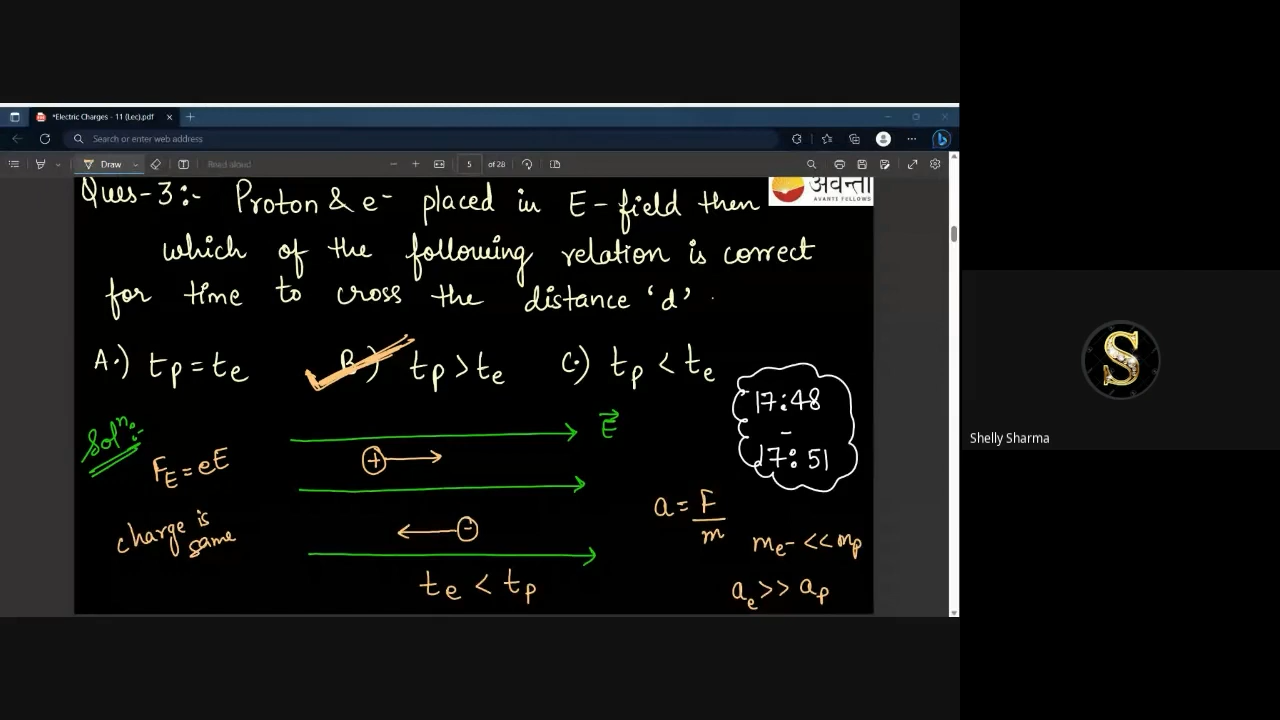 *Electric Charges - 11 (Lec).pdf
Search or enter web address
Draw
Read aloud
5 of 28
अवन्ती
AVANTI FELLOWS
Ques-3:- Proton & e- placed in E-field then
which of the following relation is correct
for time to cross the distance 'd'.
A.) tp = te B.) tp > te C.) tp < te
17:48
-
17:51
Solⁿ:-
E
FE = eE
+
charge is
same
-
a = F/m
me- << mp
te < tp
ae >> ap
S
Shelly Sharma